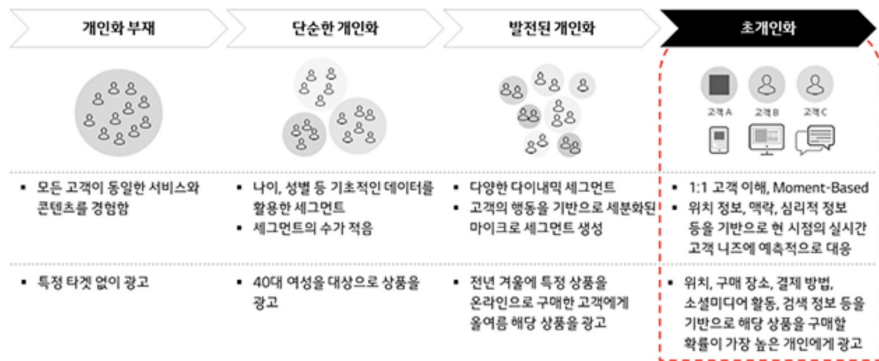 개인화 부재
단순한 개인화
발전된 개인화
초개인화
고객 A
고객 B
고객 C
▪ 모든 고객이 동일한 서비스와
콘텐츠를 경험함
▪ 나이, 성별 등 기초적인 데이터를
활용한 세그먼트
▪ 세그먼트의 수가 적음
▪ 다양한 다이내믹 세그먼트
▪ 고객의 행동을 기반으로 세분화된
마이크로 세그먼트 생성
▪ 1:1 고객 이해, Moment-Based
▪ 위치 정보, 맥락, 심리적 정보
등을 기반으로 현 시점의 실시간
고객 니즈에 예측적으로 대응
▪ 특정 타겟 없이 광고
▪ 40대 여성을 대상으로 상품을
광고
▪ 전년 겨울에 특정 상품을
온라인으로 구매한 고객에게
올여름 해당 상품을 광고
▪ 위치, 구매 장소, 결제 방법,
소셜미디어 활동, 검색 정보 등을
기반으로 해당 상품을 구매할
확률이 가장 높은 개인에게 광고